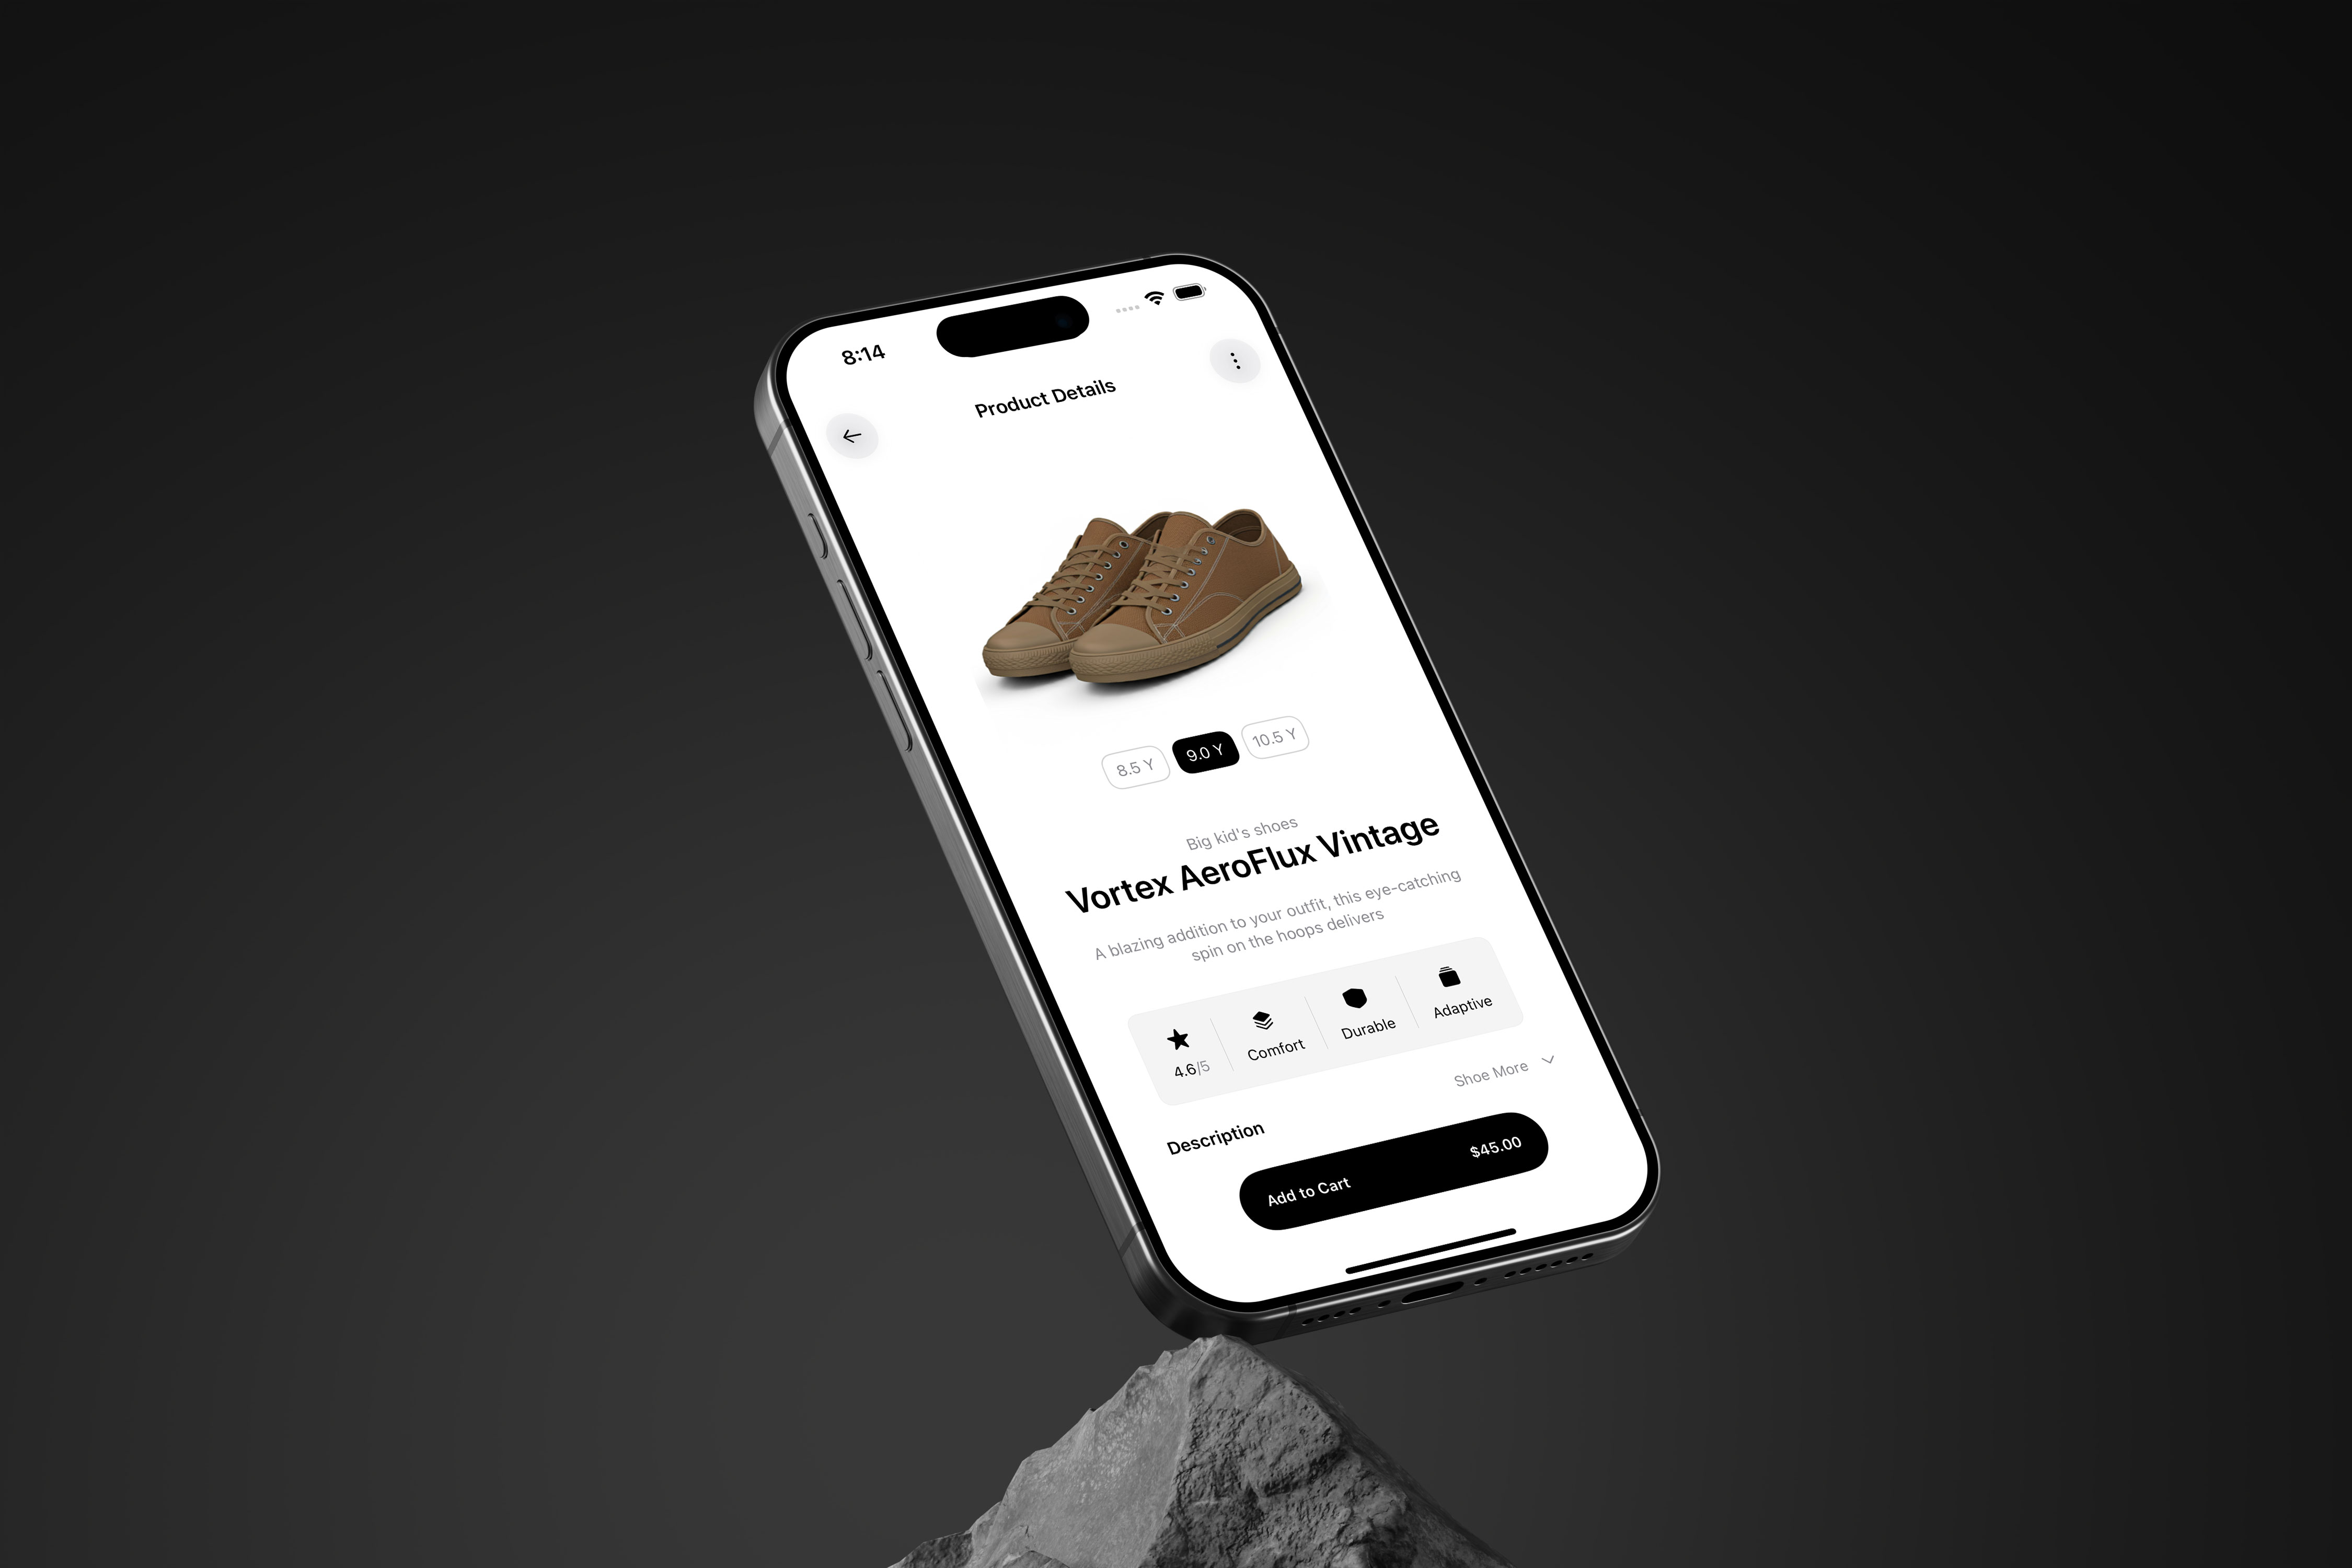 8:14
Product Details
8.5 Y
9.0 Y
10.5 Y
Big kid's shoes
Vortex AeroFlux Vintage
A blazing addition to your outfit, this eye-catching
spin on the hoops delivers
4.6/5
Comfort
Durable
Adaptive
Shoe More
Description
Add to Cart
$45.00